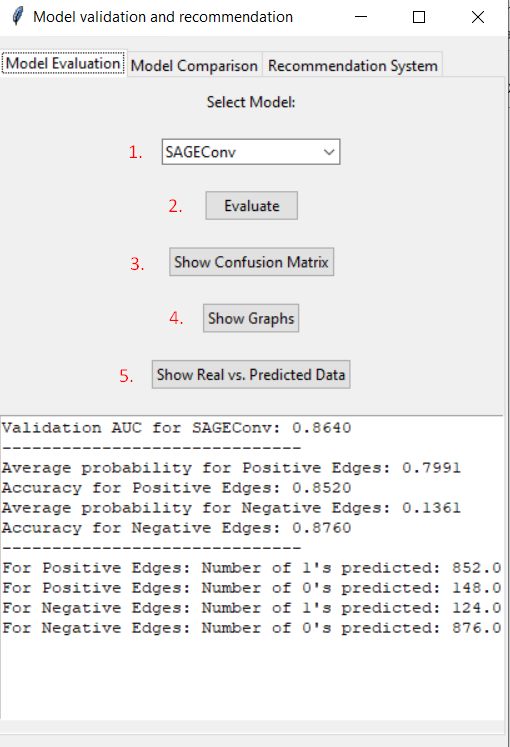 Model validation and recommendation
Model Evaluation Model Comparison Recommendation System
Select Model:
1. SAGEConv
2. Evaluate
3. Show Confusion Matrix
4. Show Graphs
5. Show Real vs. Predicted Data
Validation AUC for SAGEConv: 0.8640
------------------------------
Average probability for Positive Edges: 0.7991
Accuracy for Positive Edges: 0.8520
Average probability for Negative Edges: 0.1361
Accuracy for Negative Edges: 0.8760
------------------------------
For Positive Edges: Number of 1's predicted: 852.0
For Positive Edges: Number of 0's predicted: 148.0
For Negative Edges: Number of 1's predicted: 124.0
For Negative Edges: Number of 0's predicted: 876.0